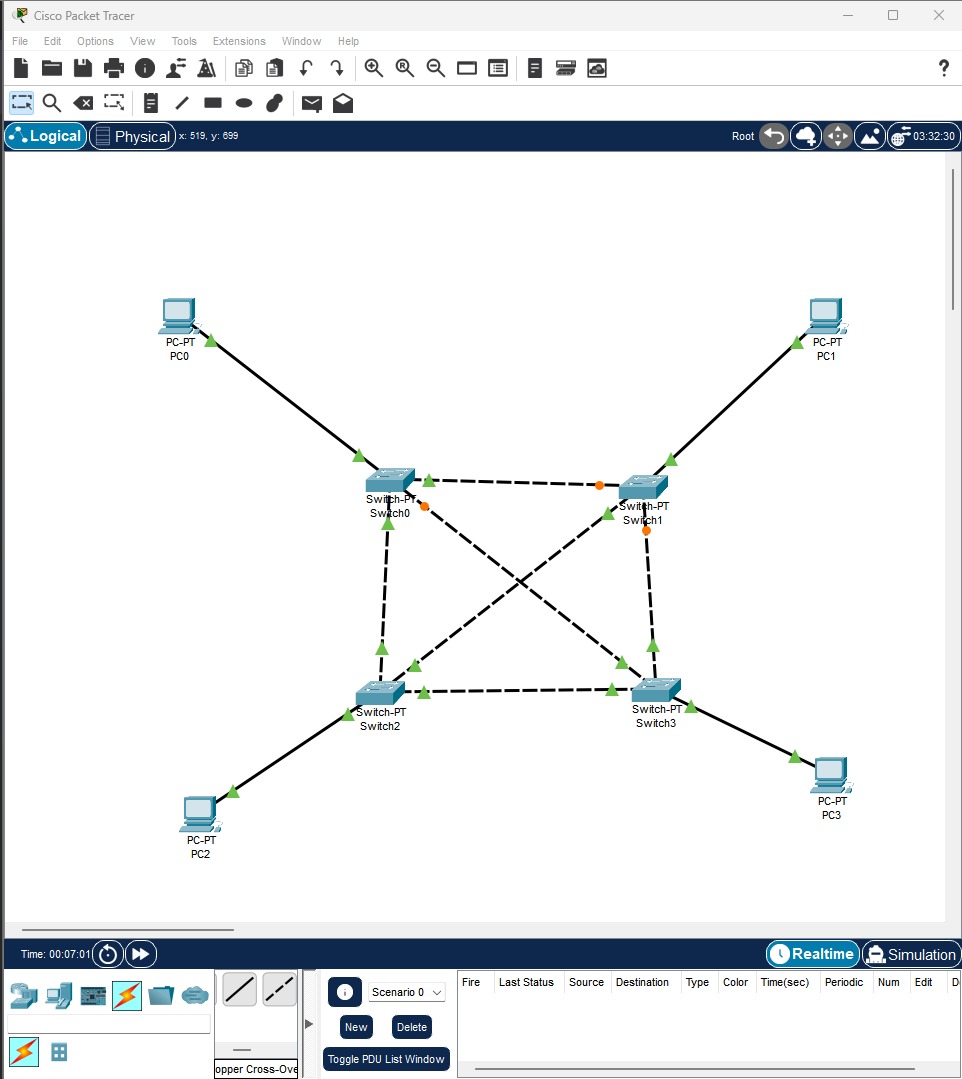 Cisco Packet Tracer
File Edit Options View Tools Extensions Window Help
?
Logical Physical x: 519, y: 699 Root 03:32:30
PC-PT
PC0
PC-PT
PC1
Switch-PT
Switch0
Switch-PT
Switch1
Switch-PT
Switch2
Switch-PT
Switch3
PC-PT
PC3
PC-PT
PC2
Time: 00:07:01 Realtime Simulation
Scenario 0
New Delete
Toggle PDU List Window
opper Cross-Ove
Fire Last Status Source Destination Type Color Time(sec) Periodic Num Edit D